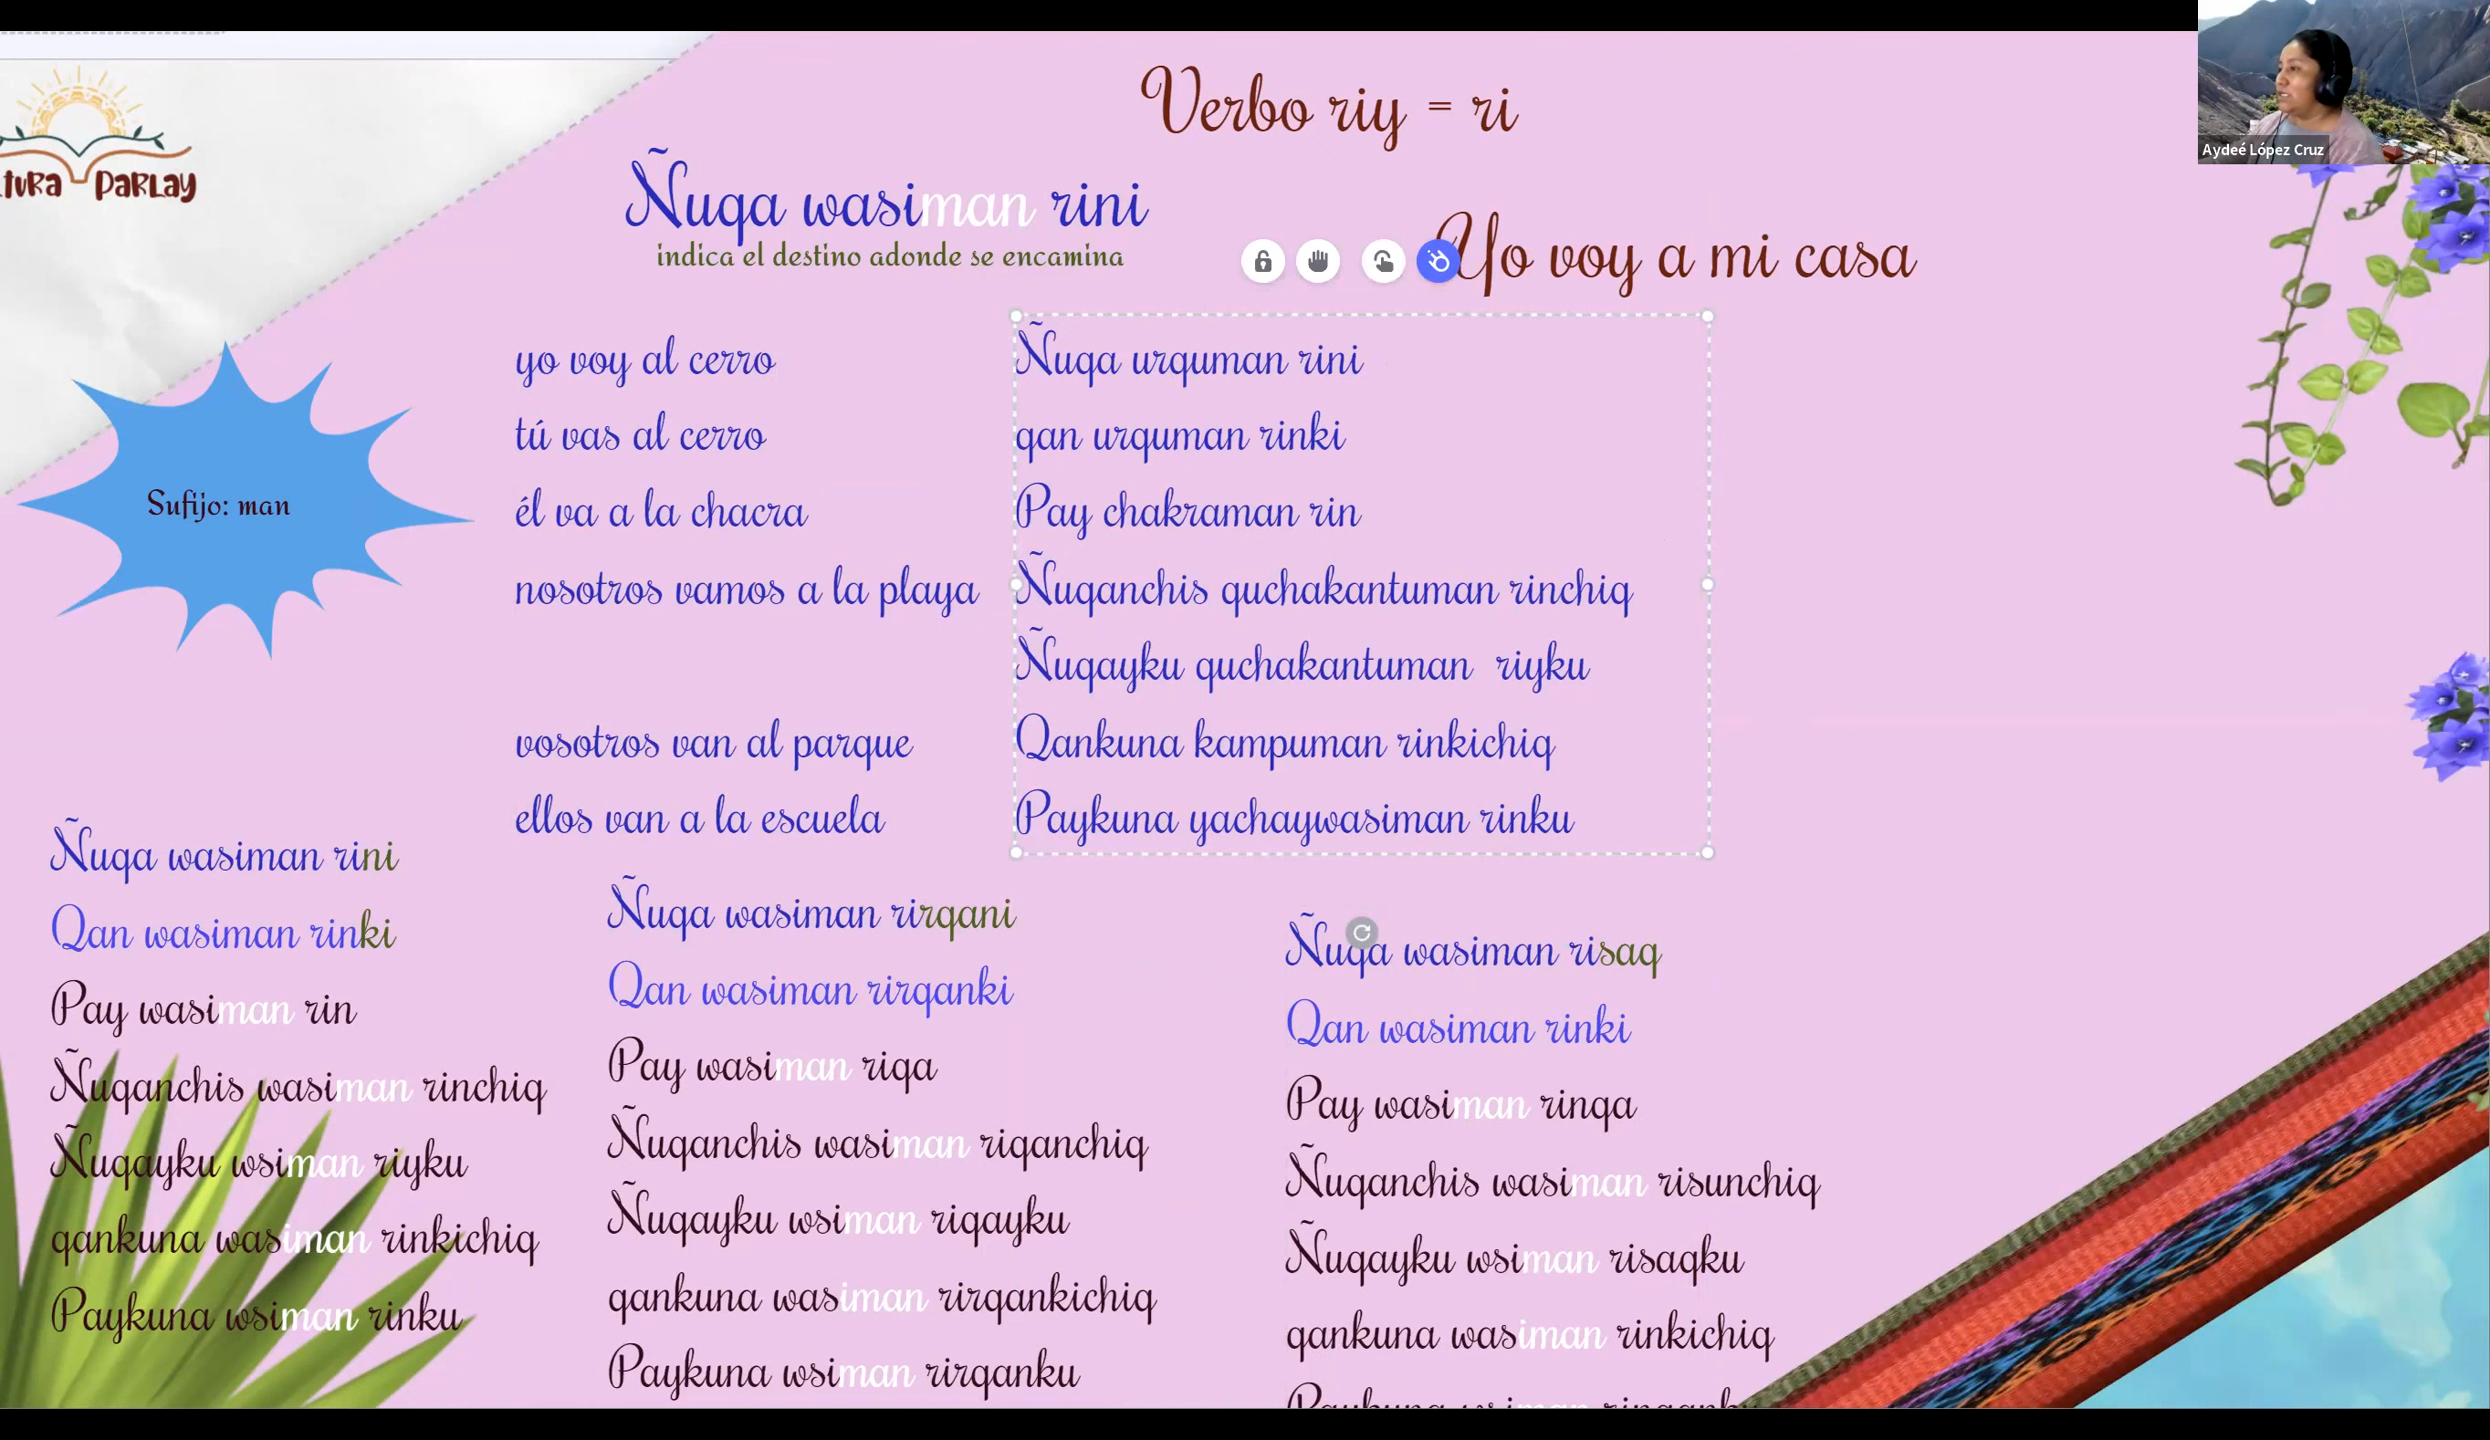 Verbo riy = ri
Aydeé López Cruz
PARLAY
Ñuqa wasiman rini
indica el destino adonde se encamina
Yo voy a mi casa
Sufijo: man
yo voy al cerro
tú vas al cerro
él va a la chacra
nosotros vamos a la playa
vosotros van al parque
ellos van a la escuela
Ñuqa urquman rini
qan urquman rinki
Pay chakraman rin
Ñuqanchis quchakantuman rinchiq
Ñuqayku quchakantuman riyku
Qankuna kampuman rinkichiq
Paykuna yachaywasiman rinku
Ñuqa wasiman rini
Qan wasiman rinki
Pay wasiman rin
Ñuqanchis wasiman rinchiq
Ñuqayku wsiman riyku
qankuna wasiman rinkichiq
Paykuna wsiman rinku
Ñuqa wasiman rirqani
Qan wasiman rirqanki
Pay wasiman riqa
Ñuqanchis wasiman riqanchiq
Ñuqayku wsiman riqayku
qankuna wasiman rirqankichiq
Paykuna wsiman rirqanku
Ñuqa wasiman risaq
Qan wasiman rinki
Pay wasiman rinqa
Ñuqanchis wasiman risunchiq
Ñuqayku wsiman risaqku
qankuna wasiman rinkichiq